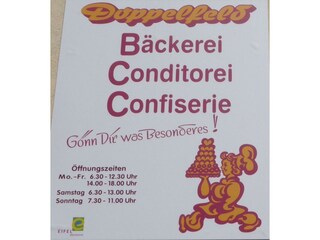 Düppelfeld
Bäckerei
Conditorei
Confiserie
Gönn Dir was Besonderes!
Öffnungszeiten
Mo.-Fr. 6.30-12.30 Uhr
14.00-18.00 Uhr
Samstag 6.30-13.00 Uhr
Sonntag 7.30-11.00 Uhr
EIFEL